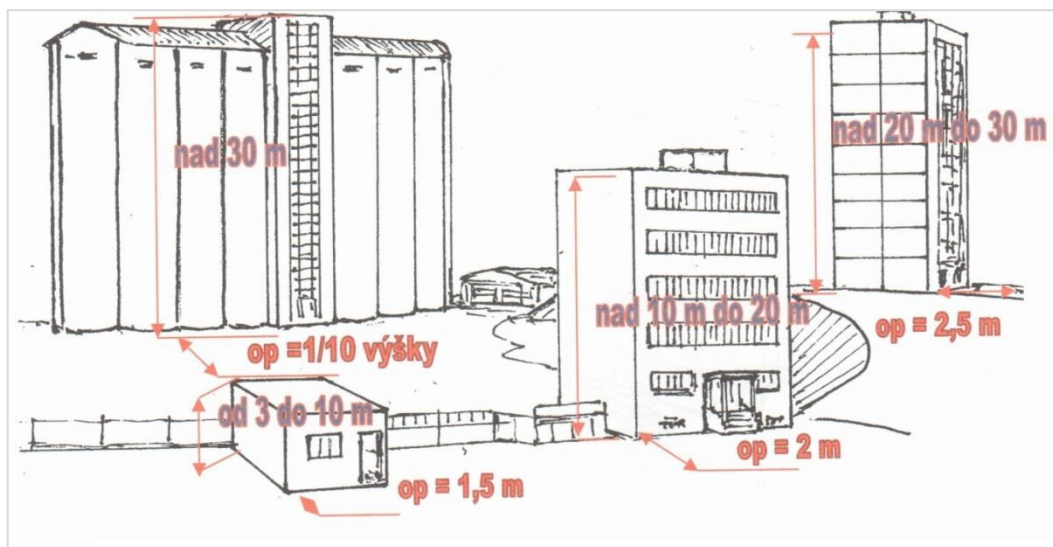 nad 30 m
nad 20 m do 30 m
nad 10 m do 20 m
op = 2,5 m
op =1/10 výšky
od 3 do 10 m
op = 2 m
op = 1,5 m